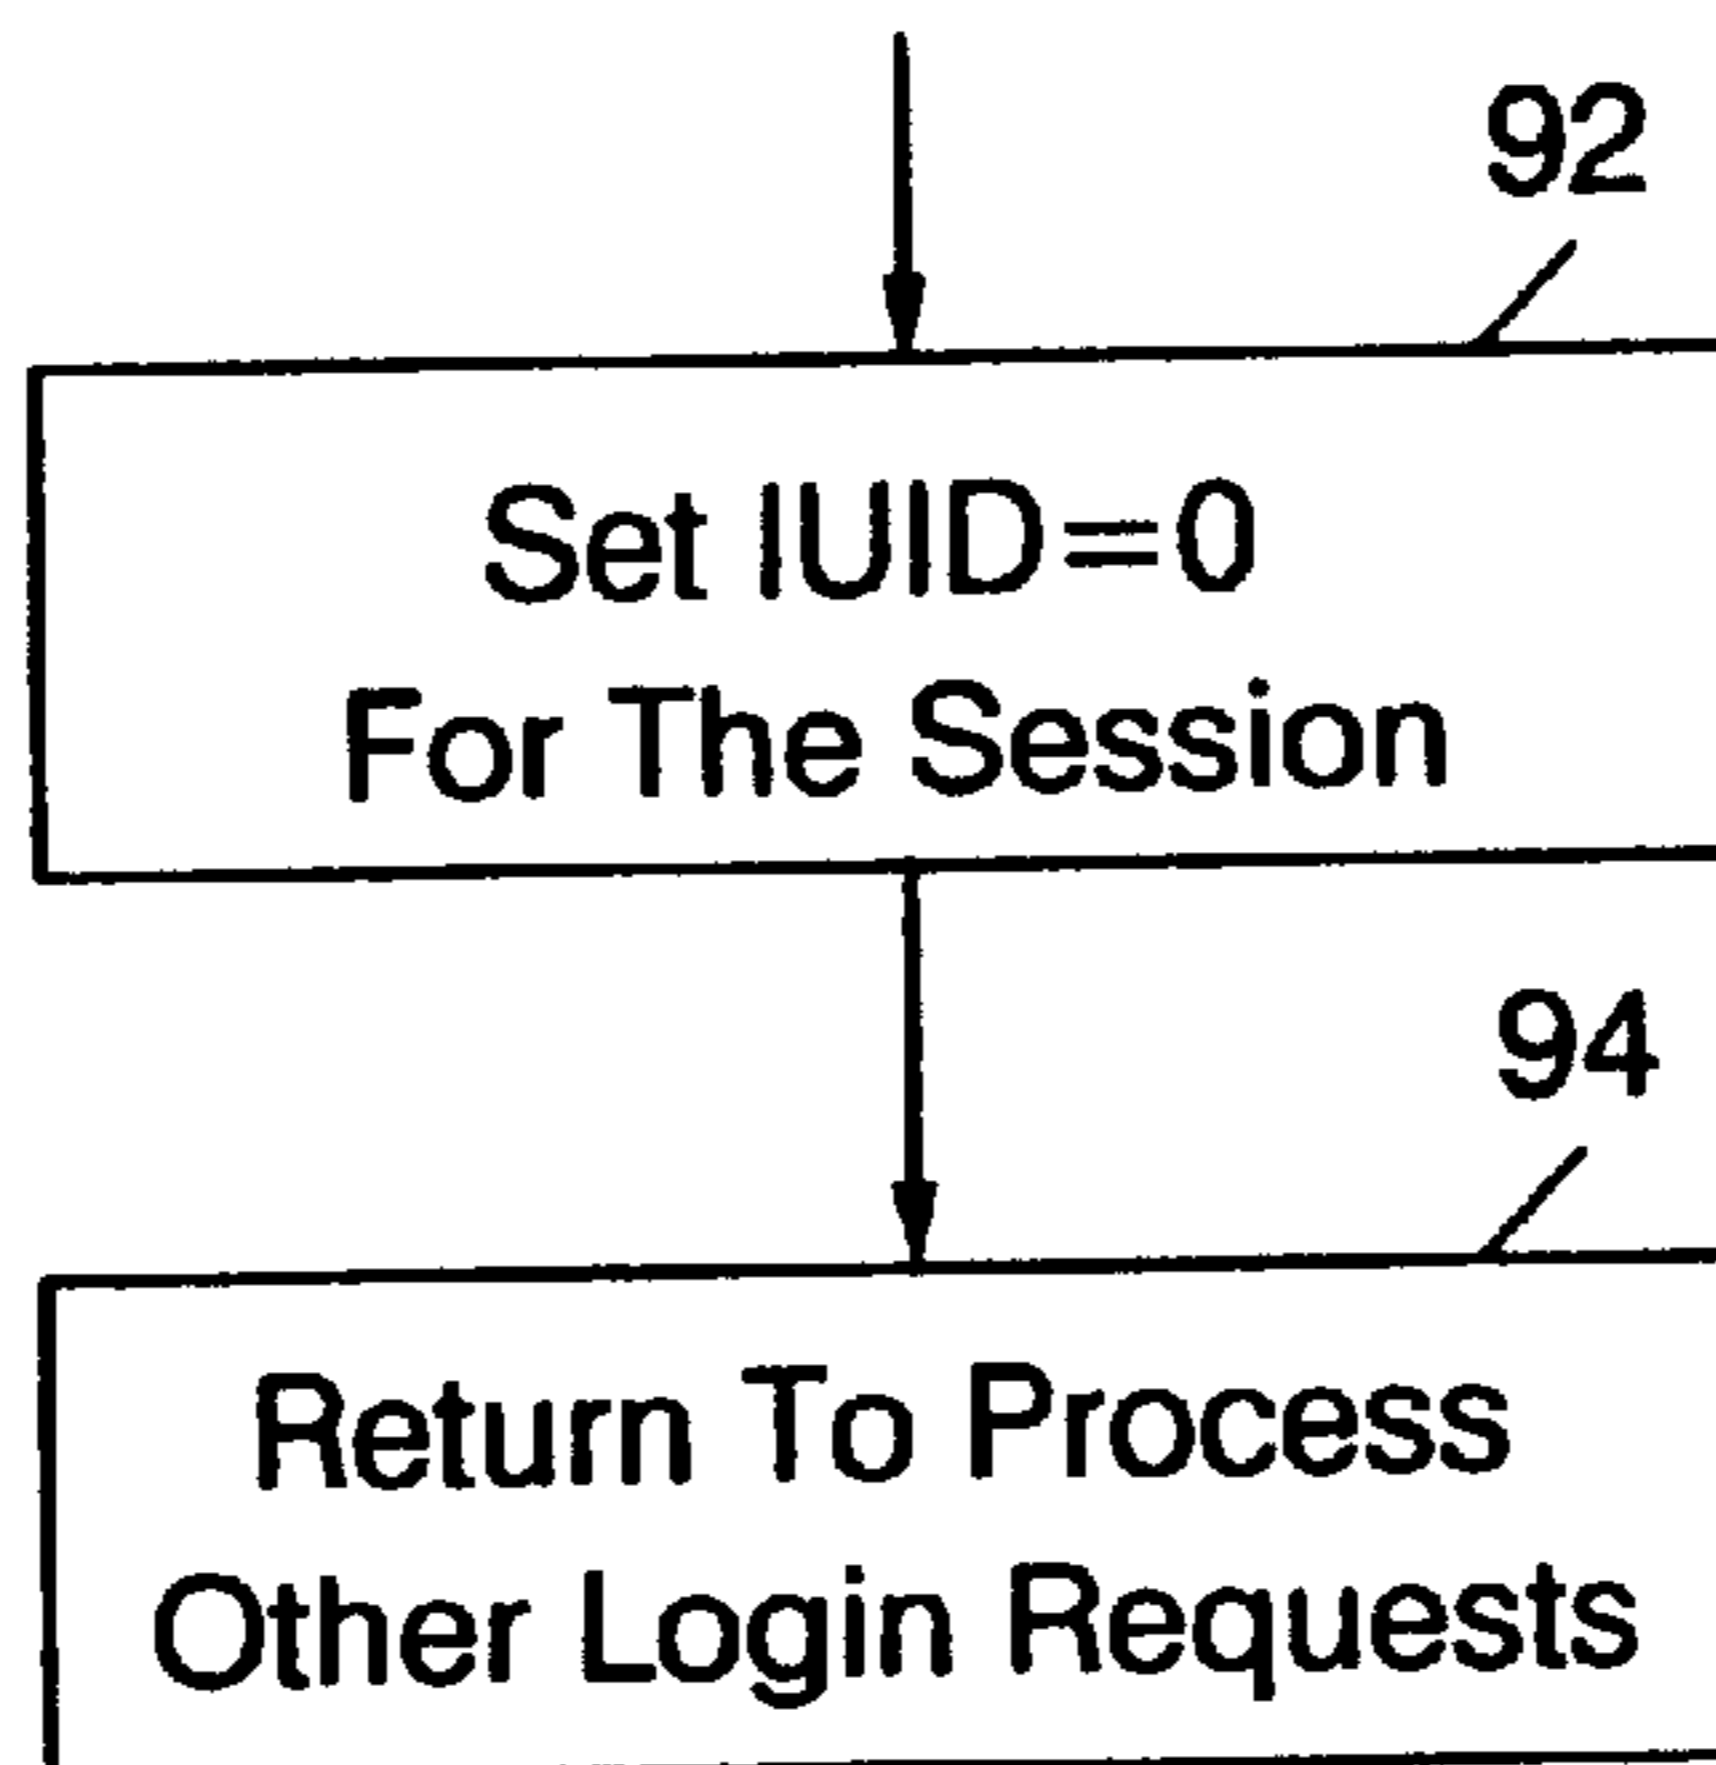 92
Set IUID=0
For The Session
94
Return To Process
Other Login Requests